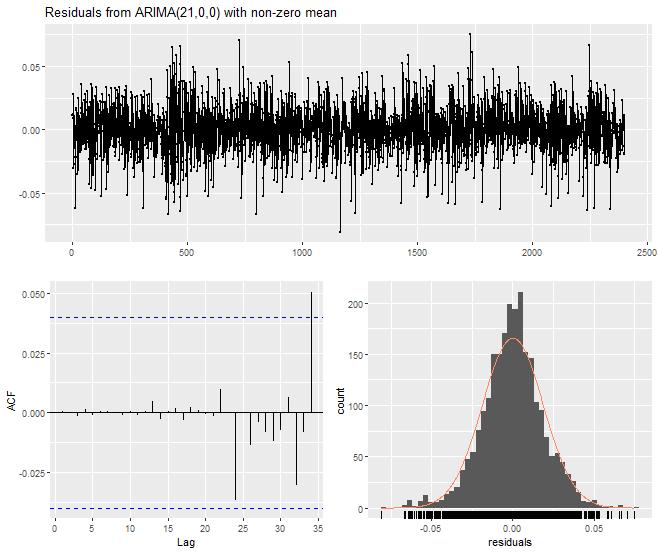 Residuals from ARIMA(21,0,0) with non-zero mean
0.05
0.00
-0.05
0 500 1000 1500 2000 2500
0.050
0.025
0.000
-0.025
ACF
0 5 10 15 20 25 30 35
Lag
200
150
100
50
0
count
-0.05 0.00 0.05
residuals